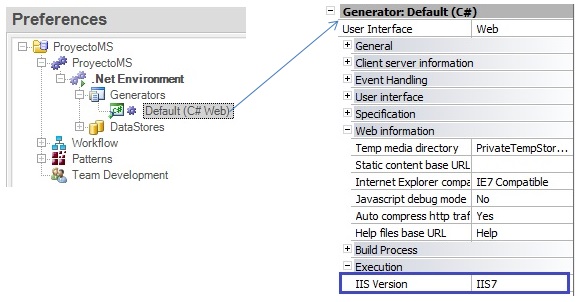 Preferences
ProyectoMS
ProyectoMS
.Net Environment
Generators
Default (C# Web)
DataStores
Workflow
Patterns
Team Development
Generator: Default (C#)
User Interface Web
General
Client server information
Event Handling
User interface
Specification
Web information
Temp media directory PrivateTempStor...
Static content base URL
Internet Explorer compa IE7 Compatible
Javascript debug mode No
Auto compress http traf Yes
Help files base URL Help
Build Process
Execution
IIS Version IIS7